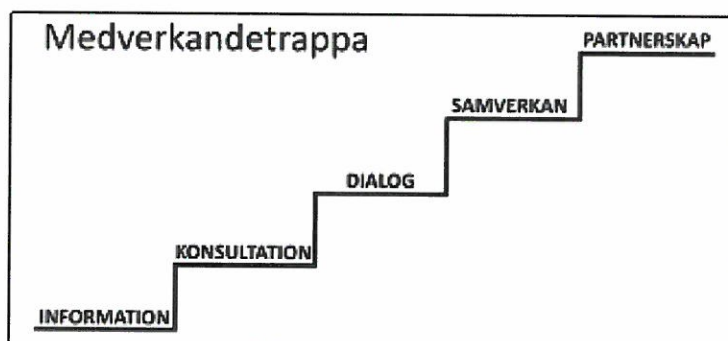 Medverkandetrappa
PARTNERSKAP
SAMVERKAN
DIALOG
KONSULTATION
INFORMATION